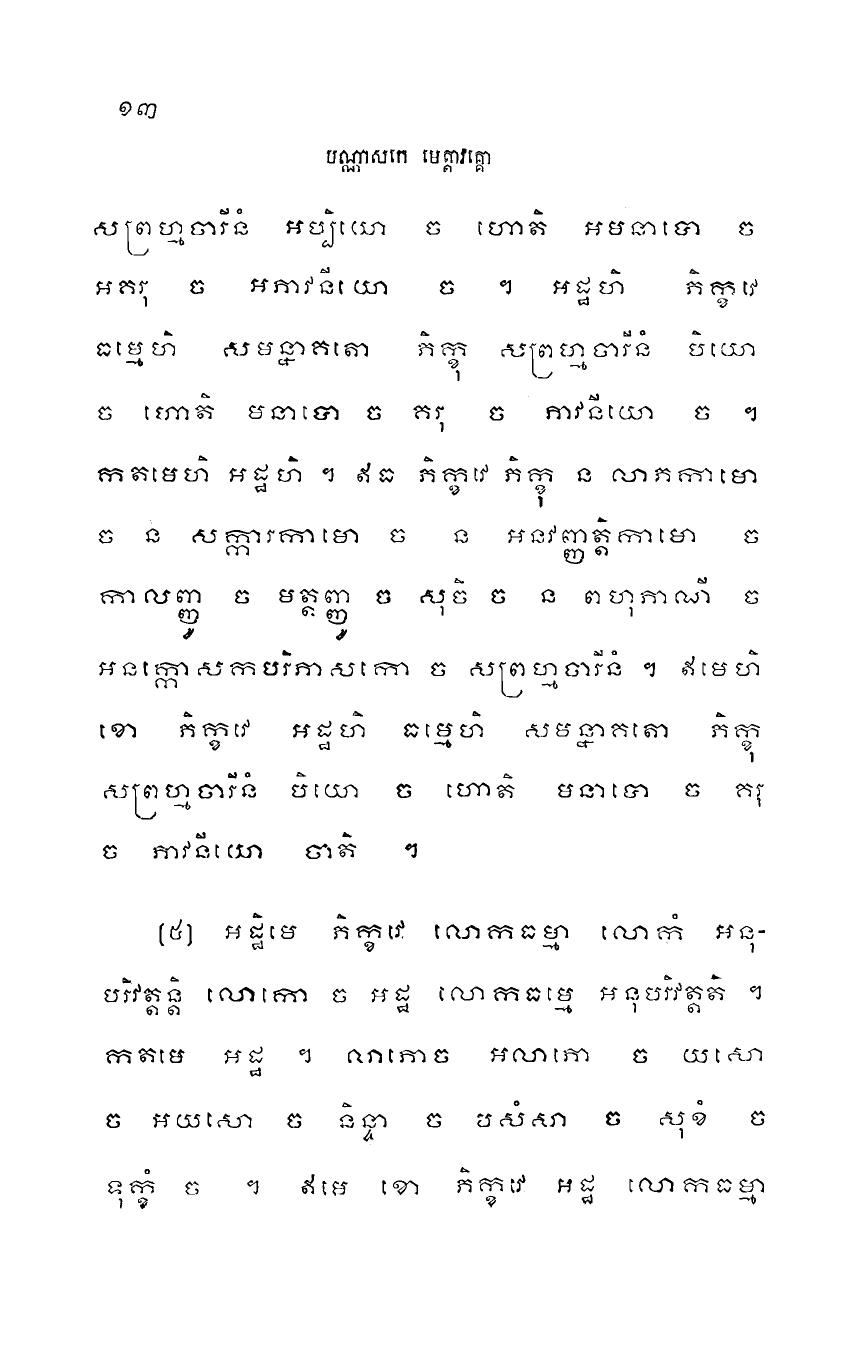 ១៣
បណ្ណាសកេ មេត្តាវគ្គោ
សព្រហ្មចារីនំ អប្បិយោ ច ហោតិ អមនាបោ ច
អគរុ ច អភាវនីយោ ច ។ អដ្ឋហិ ភិក្ខវេ
ធម្មេហិ សមន្នាគតោ ភិក្ខុ សព្រហ្មចារីនំ បិយោ
ច ហោតិ មនាបោ ច គរុ ច ភាវនីយោ ច ។
កតមេហិ អដ្ឋហិ ។ ឥធ ភិក្ខវេ ភិក្ខុ ន លាភកាមោ
ច ន សក្ការកាមោ ច ន អនវញ្ញត្តិកាមោ ច
កាលញ្ញូ ច មត្តញ្ញូ ច សុចិ ច ន ពហុភាណី ច
អនក្កោសកបរិភាសកោ ច សព្រហ្មចារីនំ ។ ឥមេហិ
ខោ ភិក្ខវេ អដ្ឋហិ ធម្មេហិ សមន្នាគតោ ភិក្ខុ
សព្រហ្មចារីនំ បិយោ ច ហោតិ មនាបោ ច គរុ
ច ភាវនីយោ ចាតិ ។
[៥] អដ្ឋិមេ ភិក្ខវេ លោកធម្មា លោកំ អនុ-
បរិវត្តន្តិ លោកោ ច អដ្ឋ លោកធម្មេ អនុបរិវត្តតិ ។
កតមេ អដ្ឋ ។ លាភោច អលាភោ ច យសោ
ច អយសោ ច និន្ទា ច បសំសា ច សុខំ ច
ទុក្ខំ ច ។ ឥមេ ខោ ភិក្ខវេ អដ្ឋ លោកធម្មា